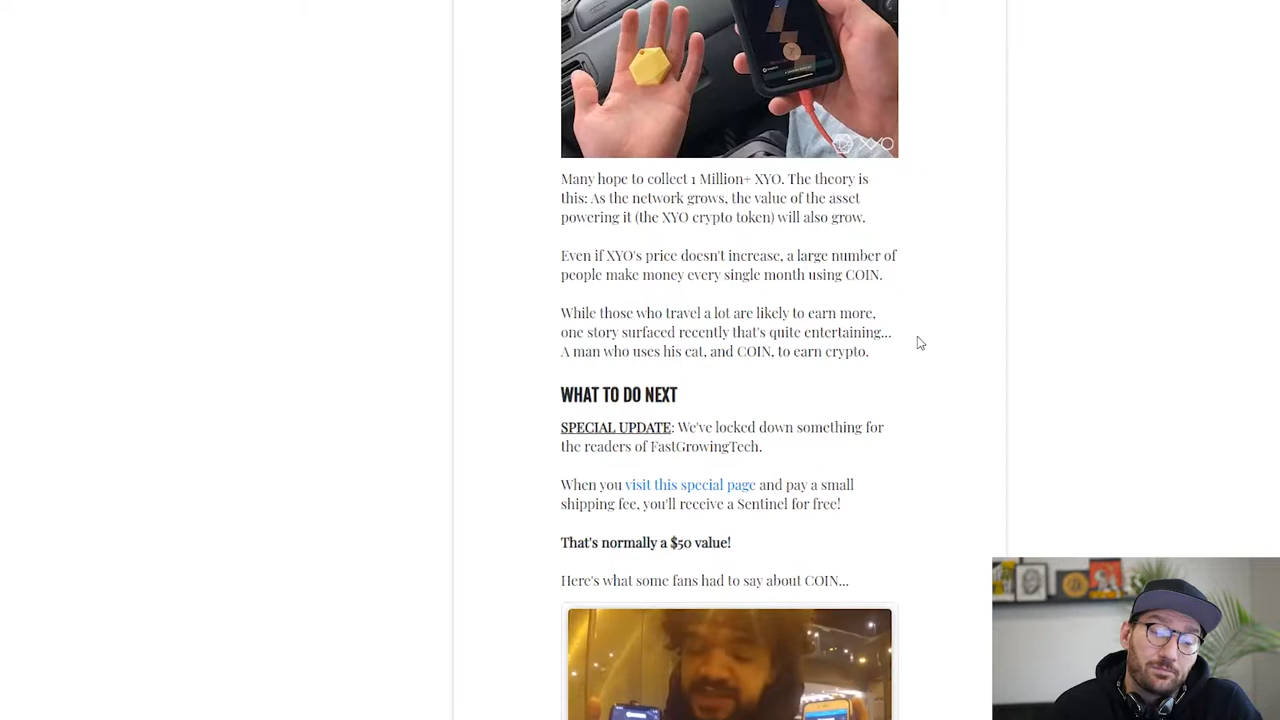 XYO
Many hope to collect 1 Million+ XYO. The theory is
this: As the network grows, the value of the asset
powering it (the XYO crypto token) will also grow.
Even if XYO's price doesn't increase, a large number of
people make money every single month using COIN.
While those who travel a lot are likely to earn more,
one story surfaced recently that's quite entertaining...
A man who uses his cat, and COIN, to earn crypto.
WHAT TO DO NEXT
SPECIAL UPDATE: We've locked down something for
the readers of FastGrowingTech.
When you visit this special page and pay a small
shipping fee, you'll receive a Sentinel for free!
That's normally a $50 value!
Here's what some fans had to say about COIN...